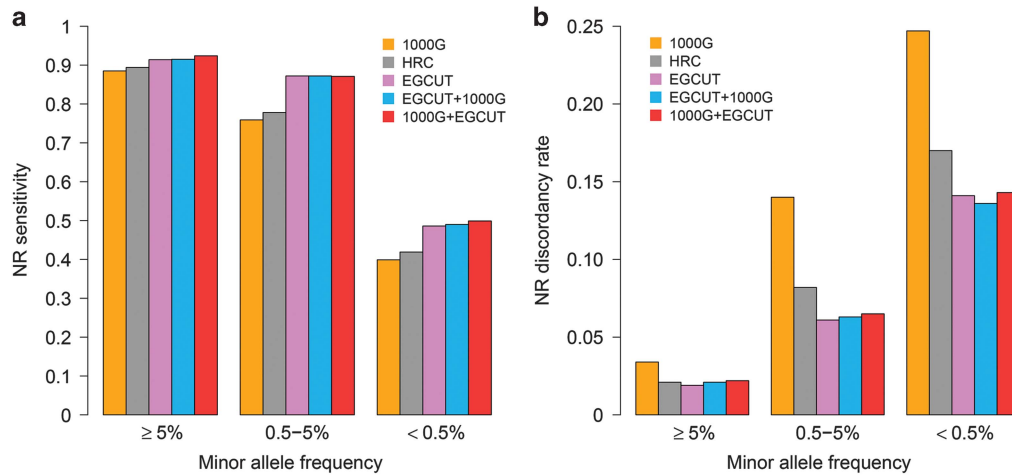 a
NR sensitivity
1
0.9
0.8
0.7
0.6
0.5
0.4
0.3
0.2
0.1
0
1000G
HRC
EGCUT
EGCUT+1000G
1000G+EGCUT
≥ 5%
0.5–5%
< 0.5%
Minor allele frequency
b
NR discordancy rate
0.25
0.20
0.15
0.10
0.05
0
1000G
HRC
EGCUT
EGCUT+1000G
1000G+EGCUT
≥ 5%
0.5–5%
< 0.5%
Minor allele frequency